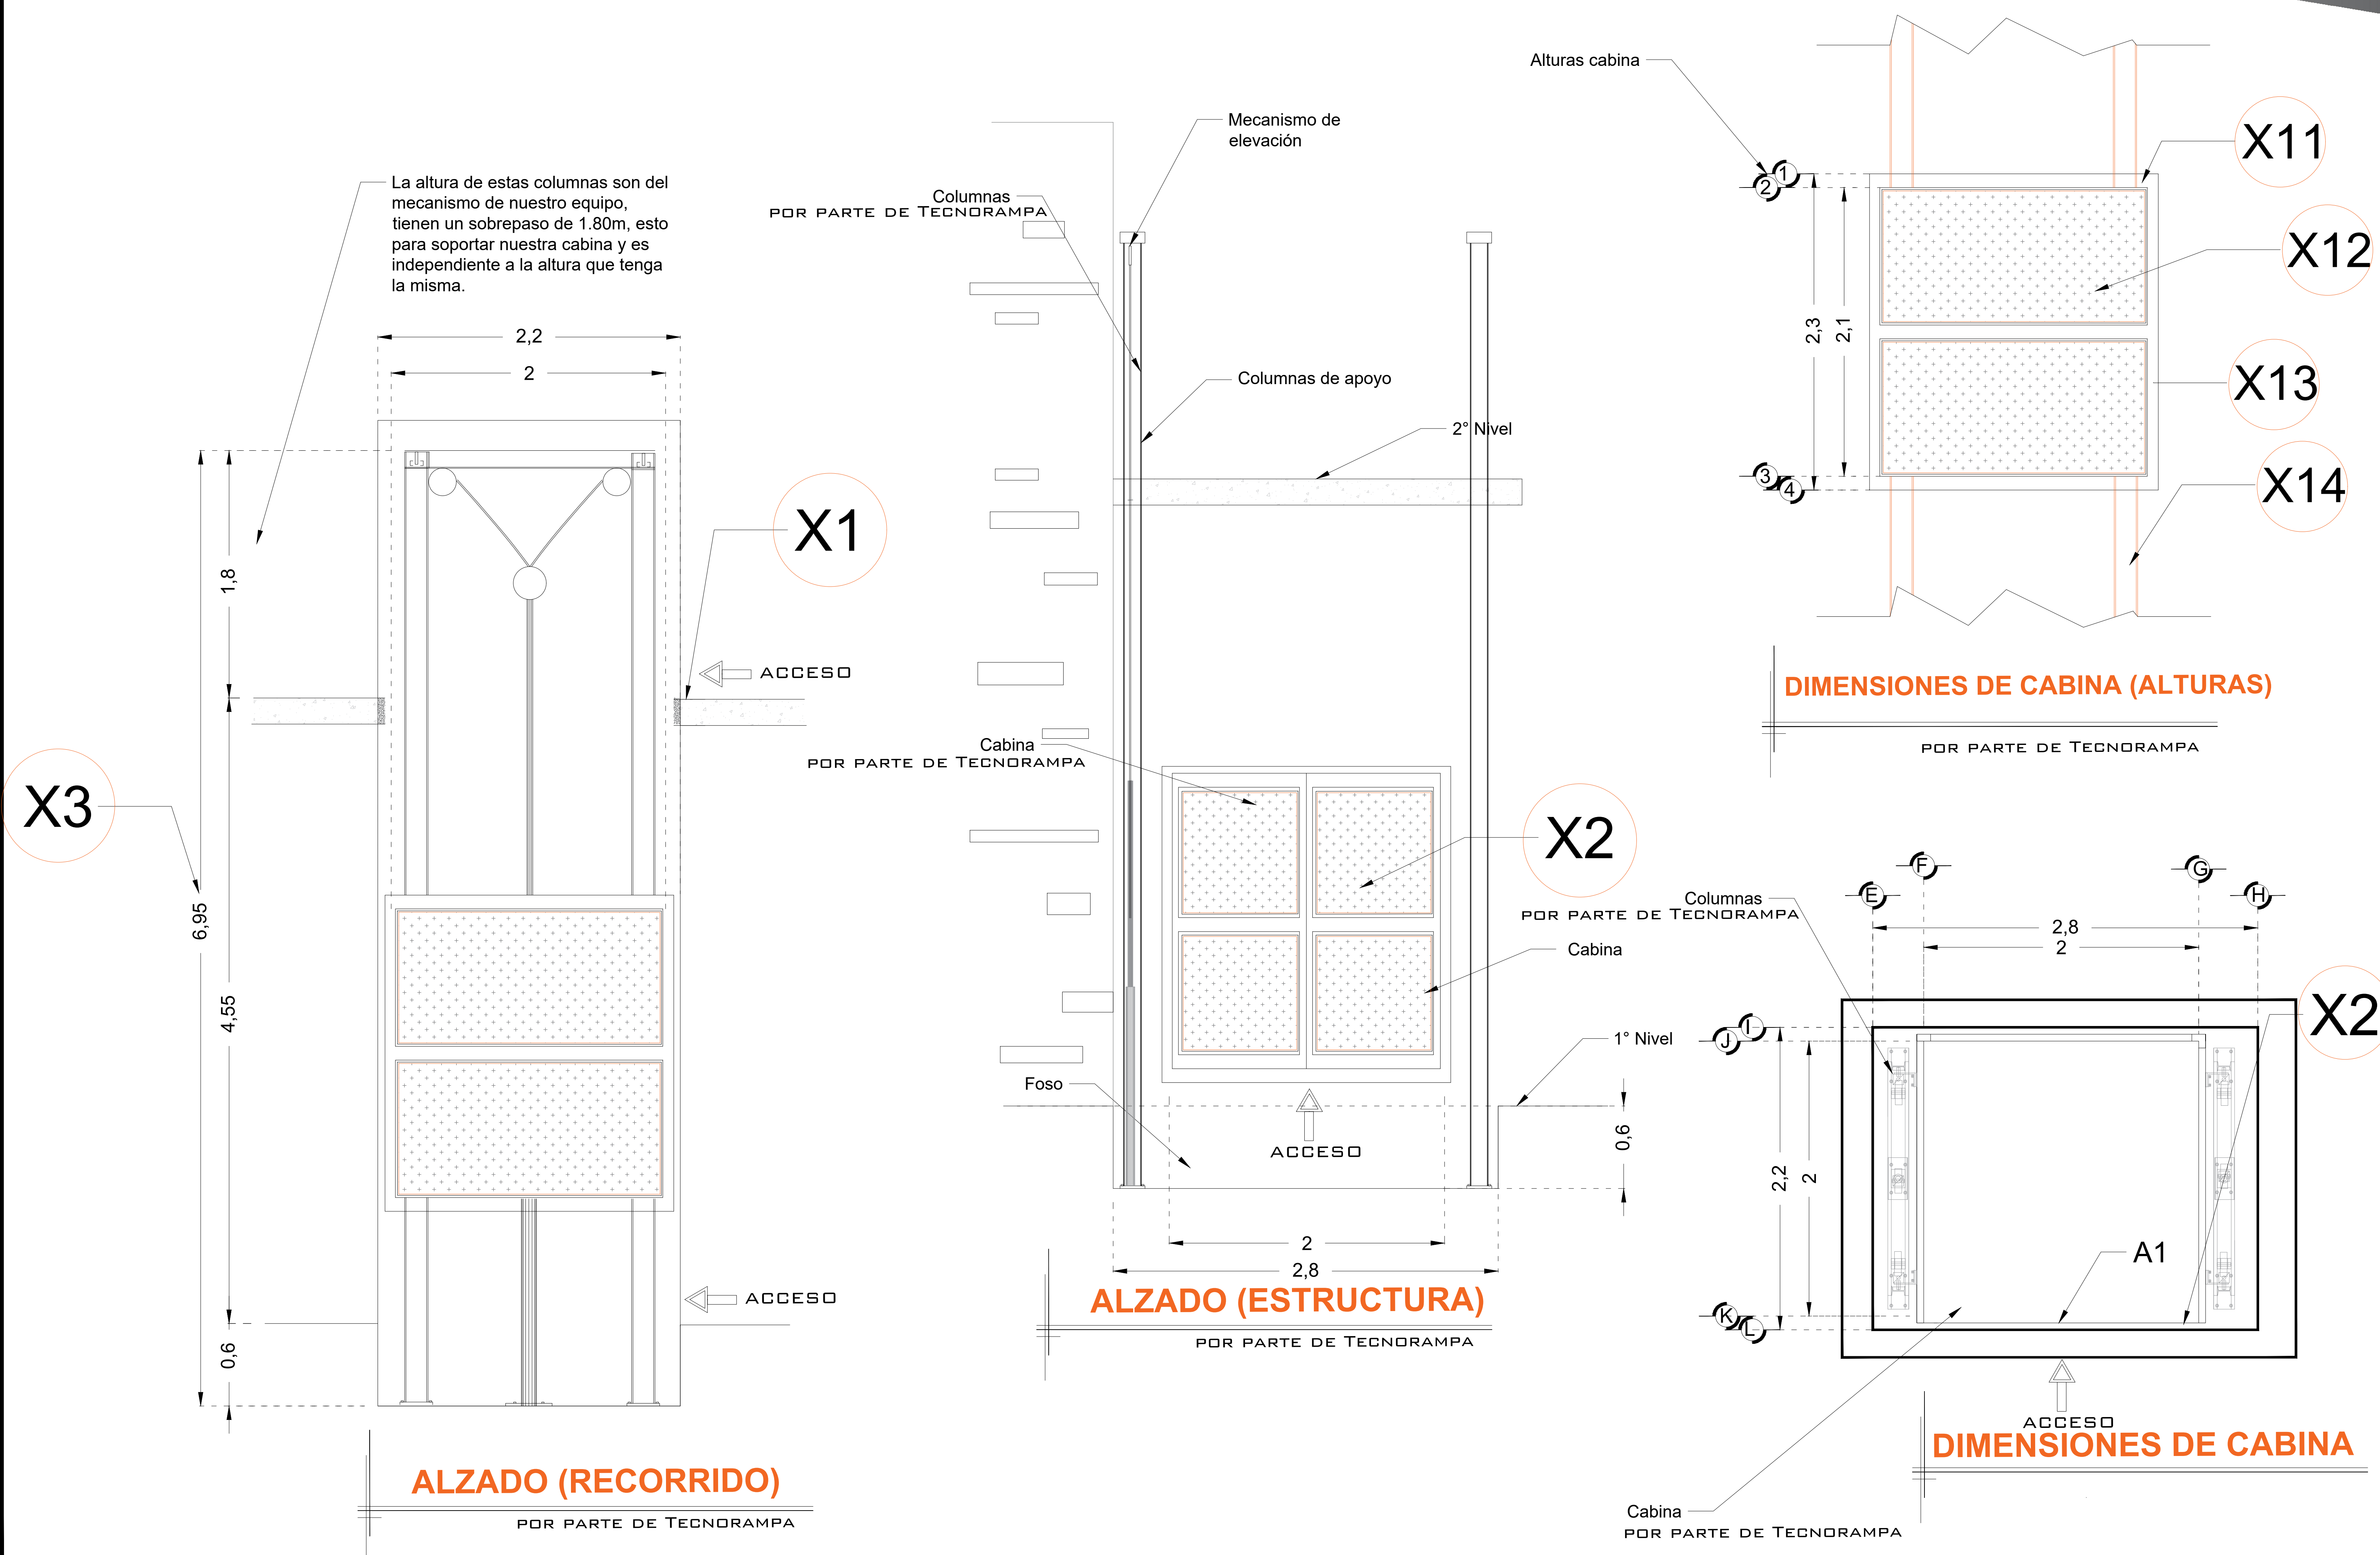 La altura de estas columnas son del
mecanismo de nuestro equipo,
tienen un sobrepaso de 1.80m, esto
para soportar nuestra cabina y es
independiente a la altura que tenga
la misma.
2,2
2
1,8
X1
ACCESO
X3
6,95
4,55
ACCESO
0,6
ALZADO (RECORRIDO)
POR PARTE DE TECNORAMPA
Mecanismo de
elevación
Columnas
POR PARTE DE TECNORAMPA
Columnas de apoyo
2° Nivel
Cabina
POR PARTE DE TECNORAMPA
X2
Cabina
1° Nivel
Foso
0,6
ACCESO
2
2,8
ALZADO (ESTRUCTURA)
POR PARTE DE TECNORAMPA
Alturas cabina
X11
1
2
X12
2,3
2,1
X13
3
4
X14
DIMENSIONES DE CABINA (ALTURAS)
POR PARTE DE TECNORAMPA
F
G
E
H
Columnas
POR PARTE DE TECNORAMPA
2,8
2
X2
I
J
2,2
2
A1
K
L
ACCESO
DIMENSIONES DE CABINA
Cabina
POR PARTE DE TECNORAMPA